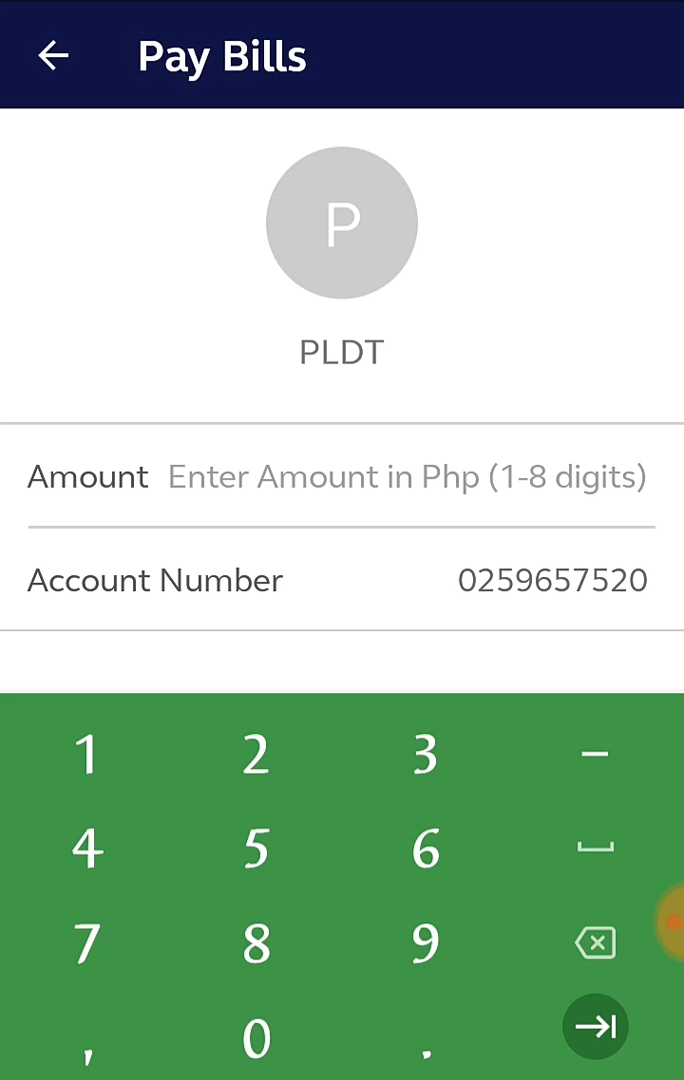 Pay Bills
P
PLDT
Amount Enter Amount in Php (1-8 digits)
Account Number 0259657520
1 2 3 –
4 5 6
7 8 9
, 0 .